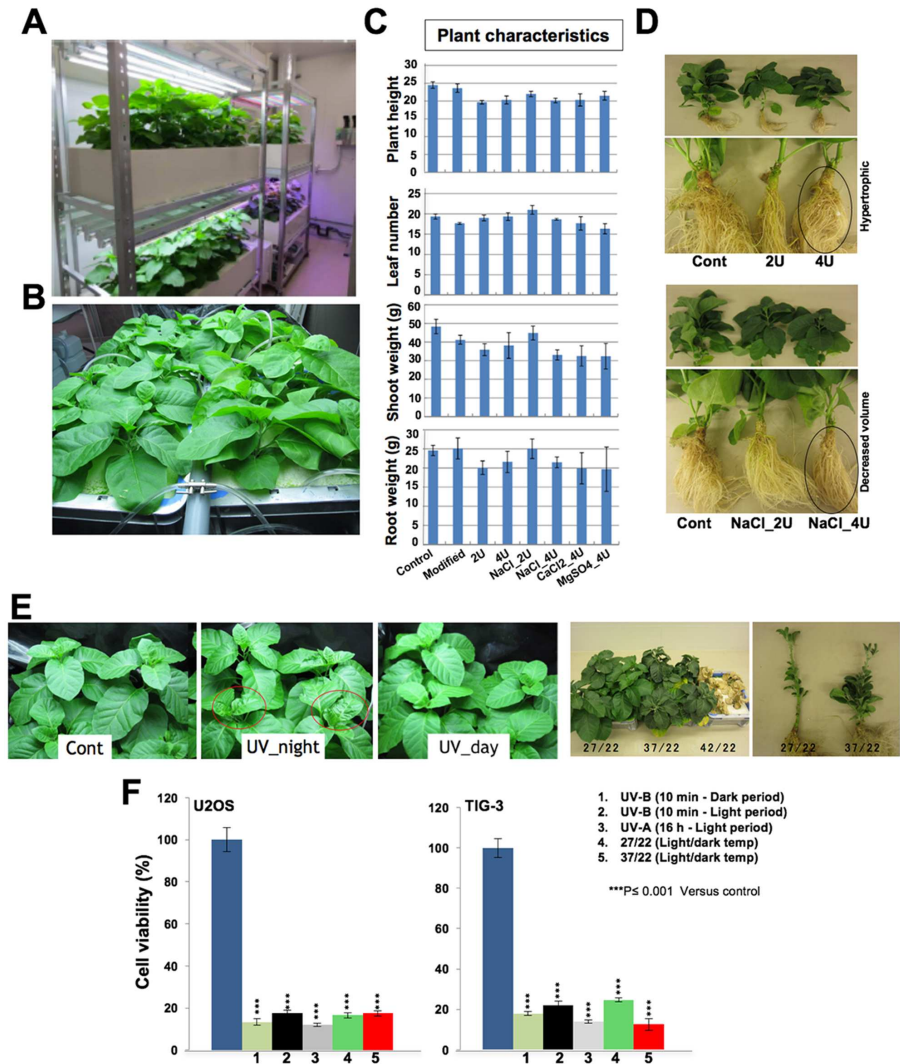 A
B
C
Plant characteristics
Plant height
30
25
20
15
10
5
0
Leaf number
25
20
15
10
5
0
Shoot weight (g)
60
50
40
30
20
10
0
Root weight (g)
30
25
20
15
10
5
0
Control
Modified
2U
4U
NaCl_2U
NaCl_4U
CaCl2_4U
MgSO4_4U
D
Hypertrophic
Cont 2U 4U
Decreased volume
Cont NaCl_2U NaCl_4U
E
Cont
UV_night
UV_day
27/22 37/22 42/22
27/22 37/22
F
Cell viability (%)
U2OS
120
100
80
60
40
20
0
***
***
***
***
***
1 2 3 4 5
TIG-3
120
100
80
60
40
20
0
***
***
***
***
***
1 2 3 4 5
1. UV-B (10 min - Dark period)
2. UV-B (10 min - Light period)
3. UV-A (16 h - Light period)
4. 27/22 (Light/dark temp)
5. 37/22 (Light/dark temp)
***P≤ 0.001 Versus control